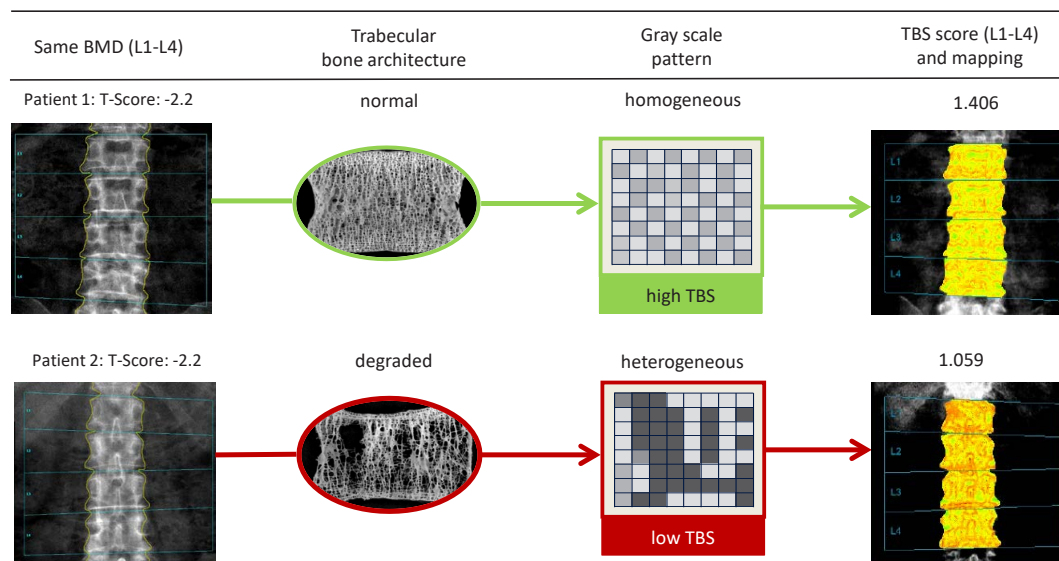 Same BMD (L1-L4)
Trabecular
bone architecture
Gray scale
pattern
TBS score (L1-L4)
and mapping
Patient 1: T-Score: -2.2
normal
homogeneous
1.406
L1
L2
L3
L4
high TBS
Patient 2: T-Score: -2.2
degraded
heterogeneous
1.059
L2
L3
L4
low TBS